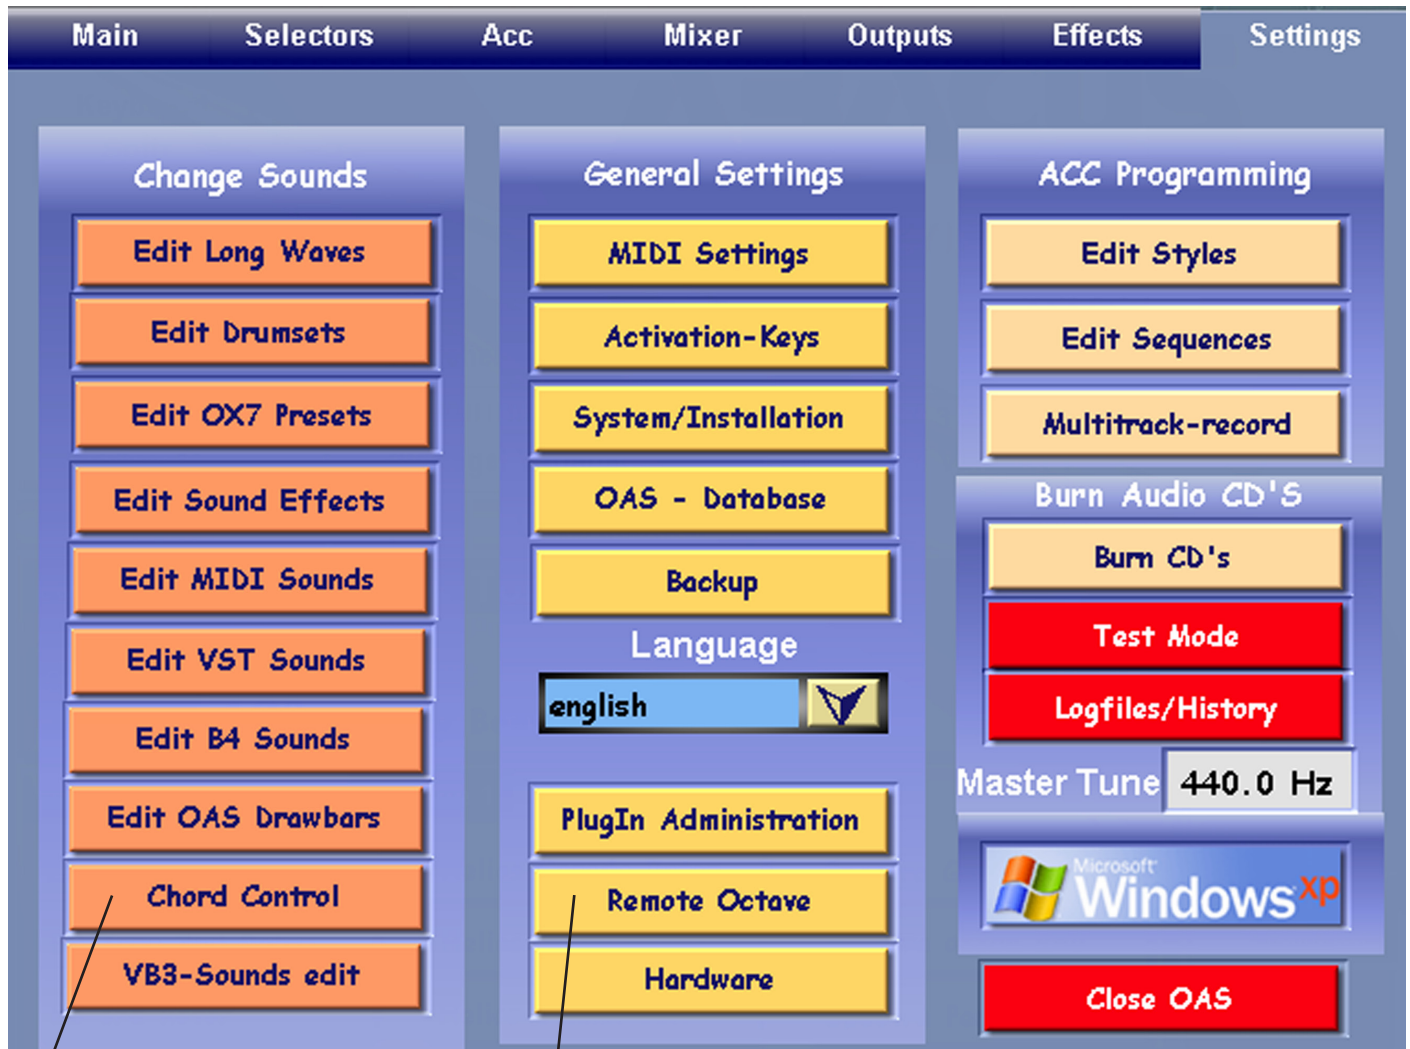 Main Selectors Acc Mixer Outputs Effects Settings
Change Sounds
Edit Long Waves
Edit Drumsets
Edit OX7 Presets
Edit Sound Effects
Edit MIDI Sounds
Edit VST Sounds
Edit B4 Sounds
Edit OAS Drawbars
Chord Control
VB3-Sounds edit
General Settings
MIDI Settings
Activation-Keys
System/Installation
OAS - Database
Backup
Language
english
PlugIn Administration
Remote Octave
Hardware
ACC Programming
Edit Styles
Edit Sequences
Multitrack-record
Burn Audio CD'S
Burn CD's
Test Mode
Logfiles/History
Master Tune 440.0 Hz
Microsoft
Windows xp
Close OAS